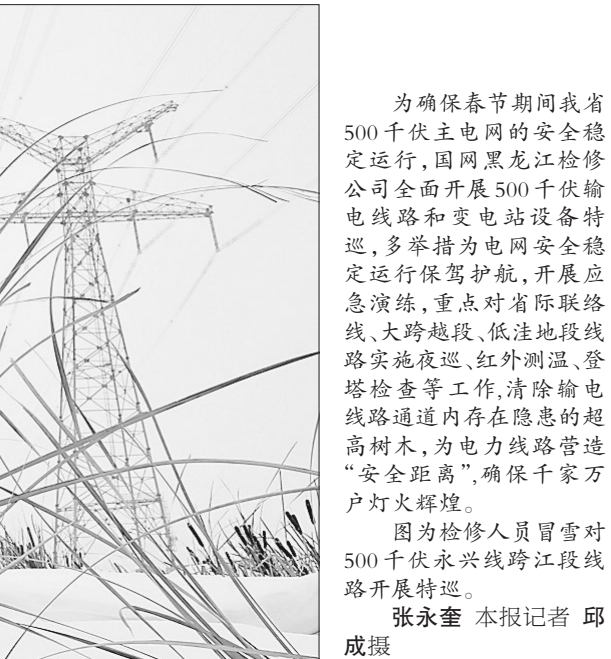 为确保春节期间我省
500千伏主电网的安全稳
定运行，国网黑龙江检修
公司全面开展500千伏输
电线路和变电站设备特
巡，多举措为电网安全稳
定运行保驾护航，开展应
急演练，重点对省际联络
线、大跨越段、低洼地段线
路实施夜巡、红外测温、登
塔检查等工作,清除输电
线路通道内存在隐患的超
高树木，为电力线路营造
“安全距离”,确保千家万
户灯火辉煌。
图为检修人员冒雪对
500千伏永兴线跨江段线
路开展特巡。
张永奎 本报记者 邱
成摄